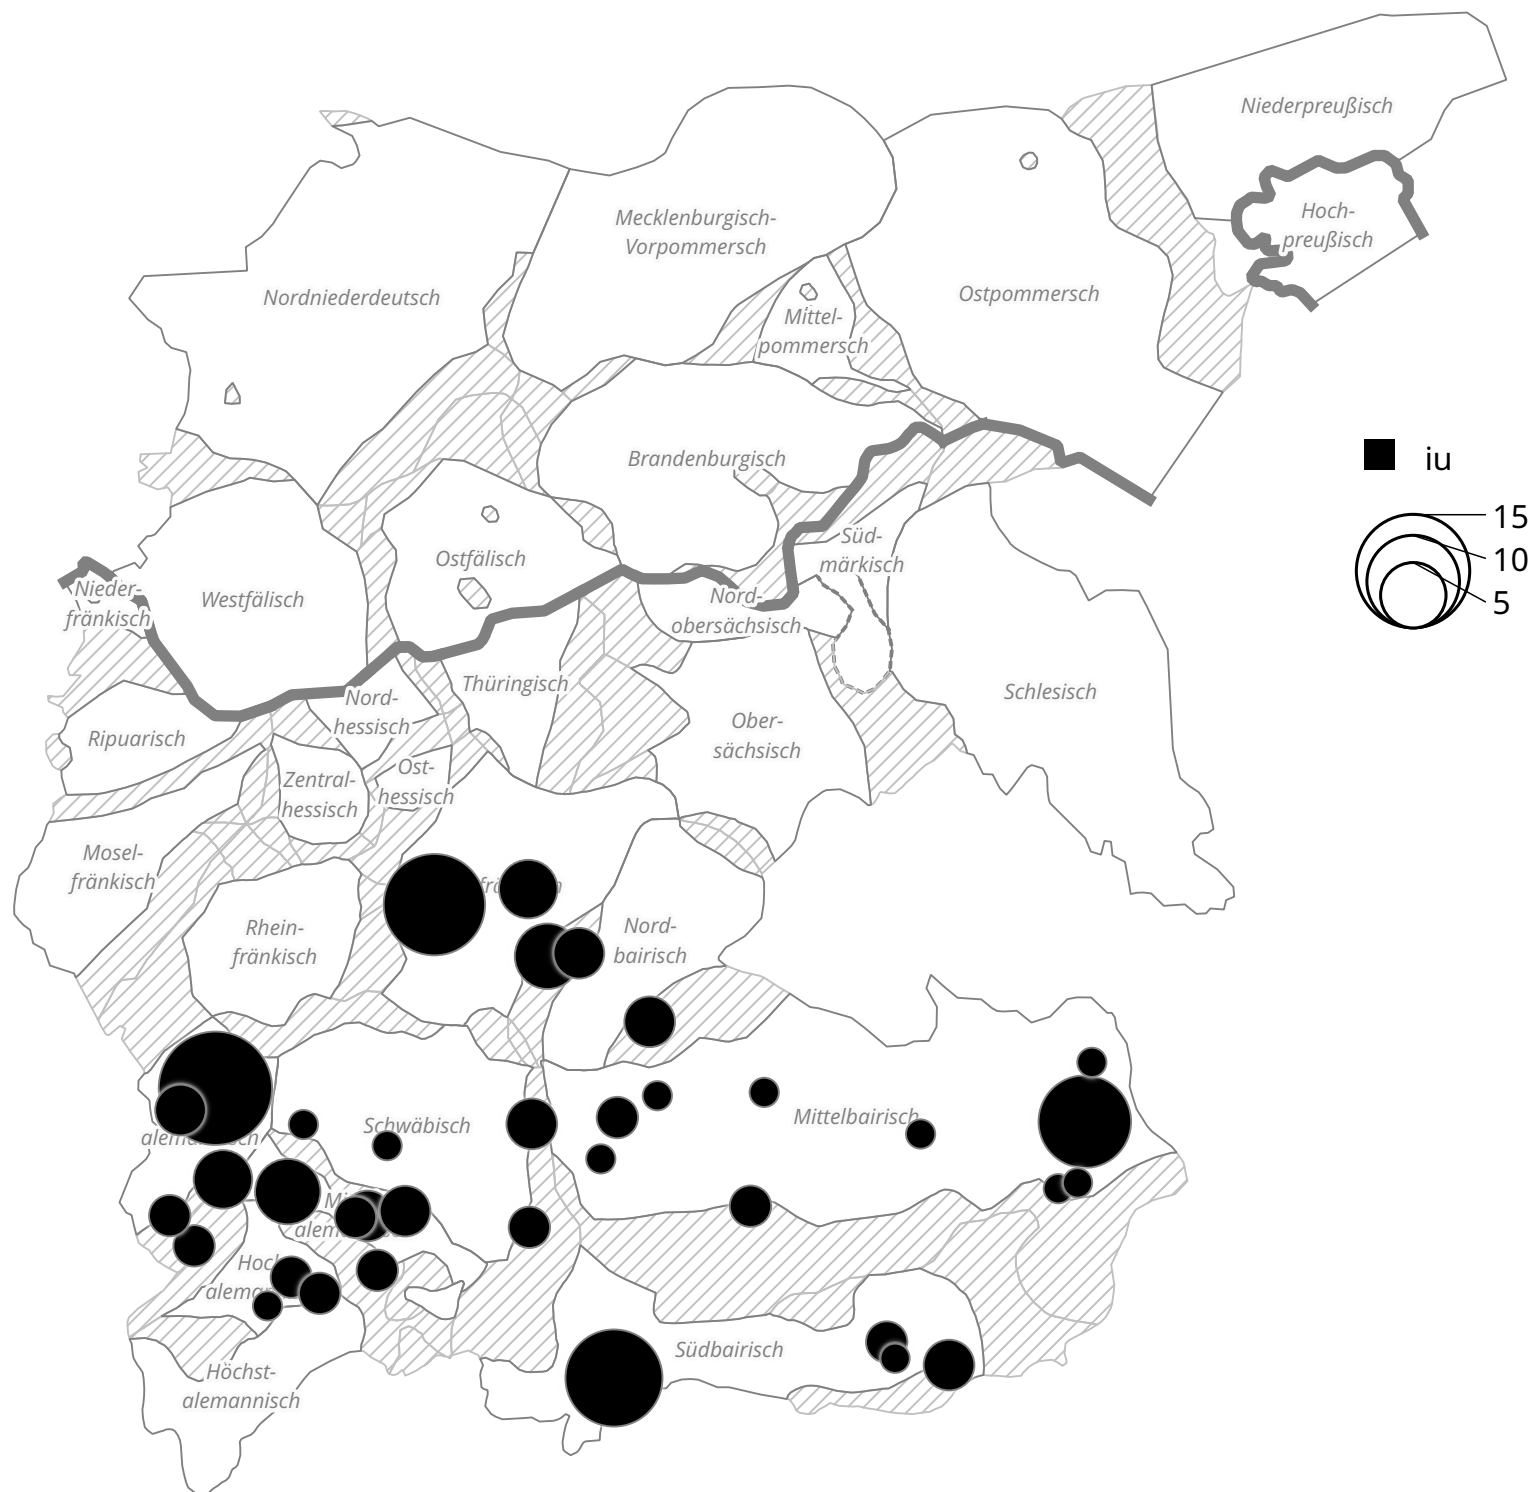 Niederpreußisch
Hoch-
preußisch
Mecklenburgisch-
Vorpommersch
Nordniederdeutsch
Ostpommersch
Mittel-
pommersch
Brandenburgisch
iu
15
10
5
Süd-
märkisch
Ostfälisch
Nieder-
fränkisch
Westfälisch
Nord-
obersächsisch
Thüringisch
Schlesisch
Nord-
hessisch
Ripuarisch
Ober-
sächsisch
Ost-
hessisch
Zentral-
hessisch
Mosel-
fränkisch
Rhein-
fränkisch
Nord-
bairisch
Schwäbisch
Mittelbairisch
Südbairisch
Höchst-
alemannisch